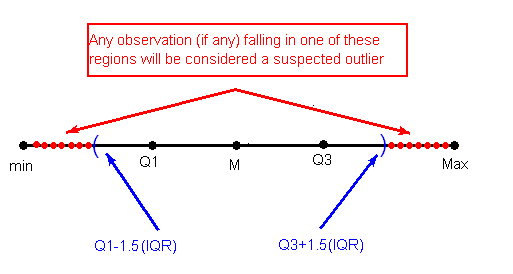 Any observation (if any) falling in one of these
regions will be considered a suspected outlier
min
Q1
M
Q3
Max
Q1-1.5(IQR)
Q3+1.5(IQR)